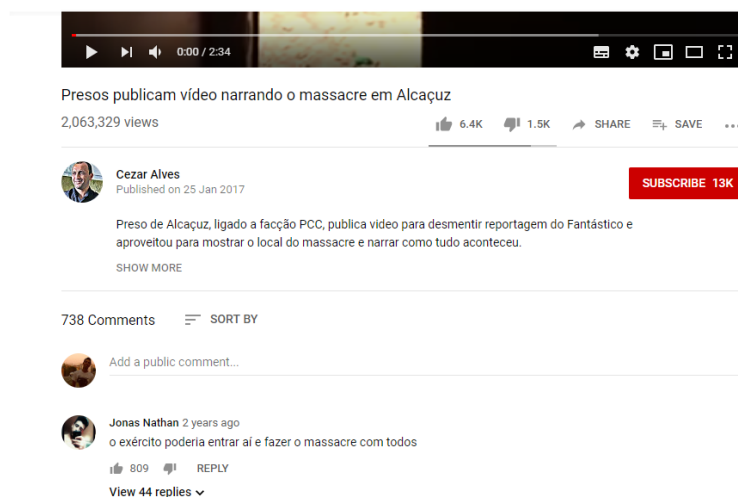 0:00 / 2:34
Presos publicam vídeo narrando o massacre em Alcaçuz
2,063,329 views
6.4K 1.5K SHARE SAVE
Cezar Alves
Published on 25 Jan 2017
SUBSCRIBE 13K
Preso de Alcaçuz, ligado a facção PCC, publica video para desmentir reportagem do Fantástico e
aproveitou para mostrar o local do massacre e narrar como tudo aconteceu.
SHOW MORE
738 Comments SORT BY
Add a public comment...
Jonas Nathan 2 years ago
o exército poderia entrar aí e fazer o massacre com todos
809 REPLY
View 44 replies